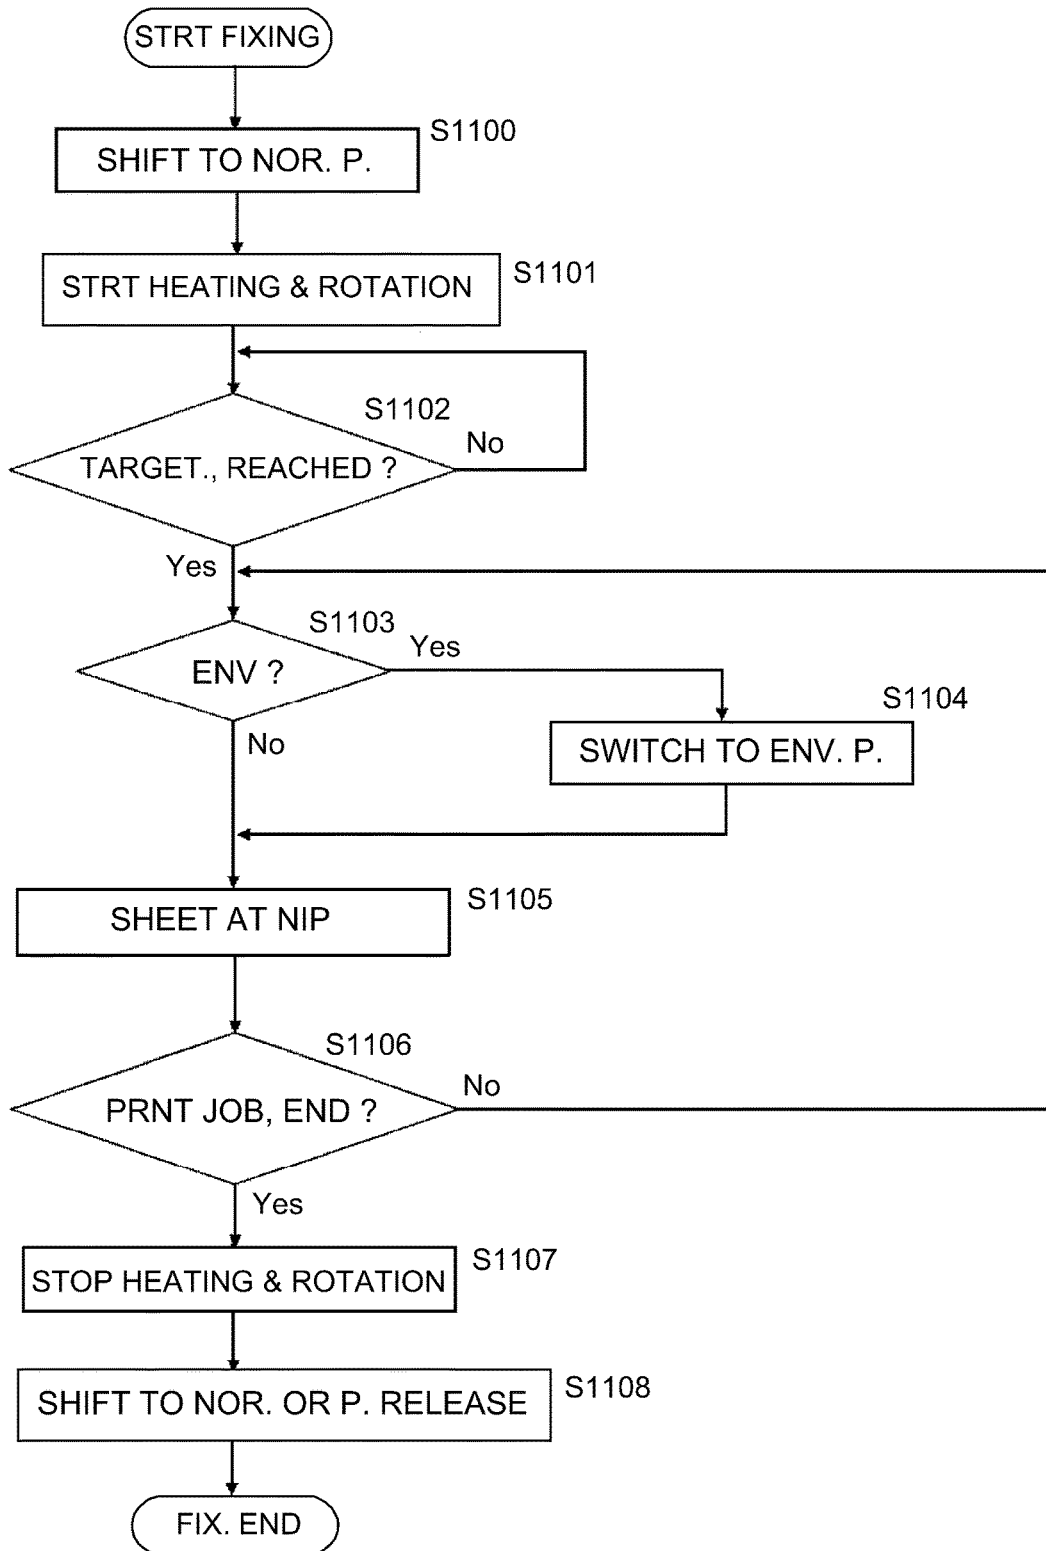 STRT FIXING
S1100
SHIFT TO NOR. P.
STRT HEATING & ROTATION
S1101
S1102
No
TARGET., REACHED ?
Yes
S1103
Yes
ENV ?
S1104
No
SWITCH TO ENV. P.
SHEET AT NIP
S1105
S1106
No
PRNT JOB, END ?
Yes
S1107
STOP HEATING & ROTATION
SHIFT TO NOR. OR P. RELEASE
S1108
FIX. END